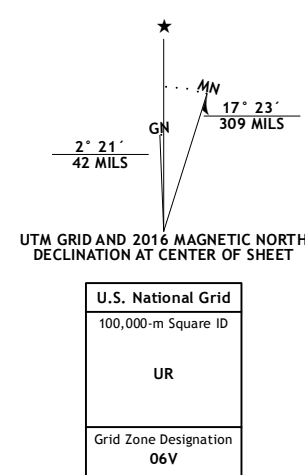 MN
GN
17° 23´
309 MILS
2° 21´
42 MILS
UTM GRID AND 2016 MAGNETIC NORTH
DECLINATION AT CENTER OF SHEET
U.S. National Grid
100,000-m Square ID
UR
Grid Zone Designation
06V